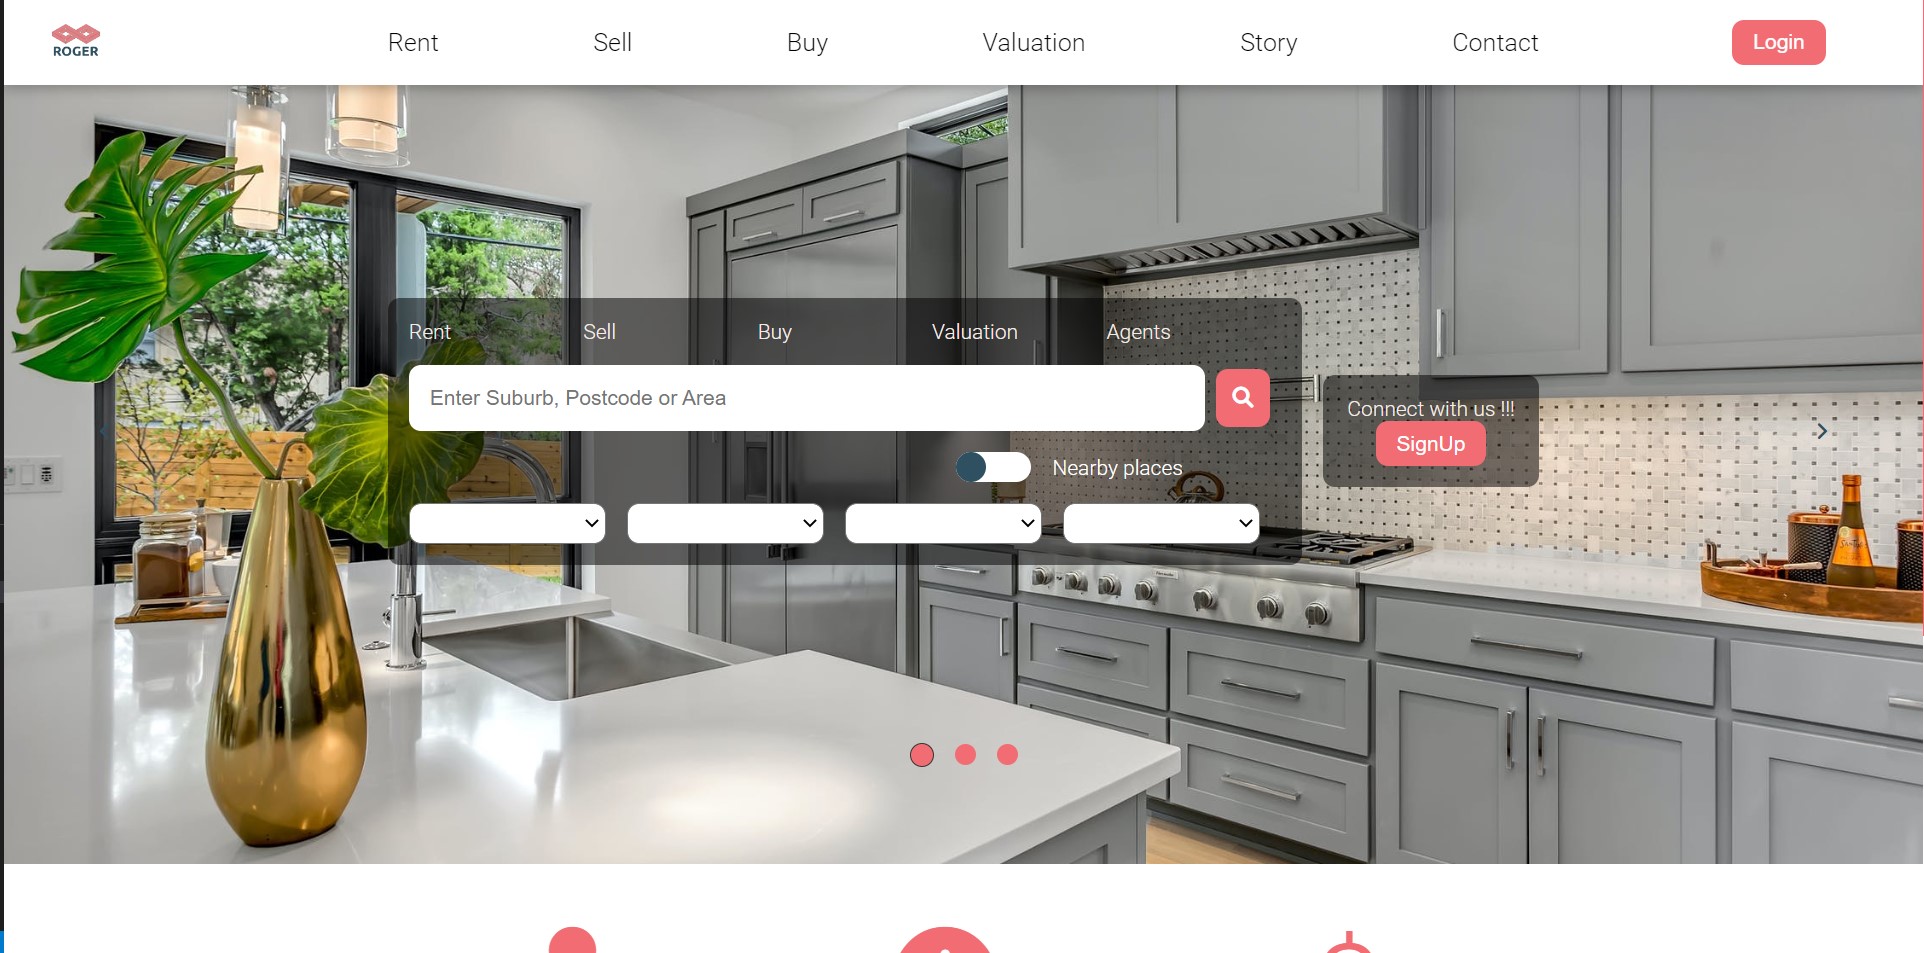 ROGER
Rent Sell Buy Valuation Story Contact Login
Rent Sell Buy Valuation Agents
Enter Suburb, Postcode or Area
Connect with us !!!
SignUp
Nearby places